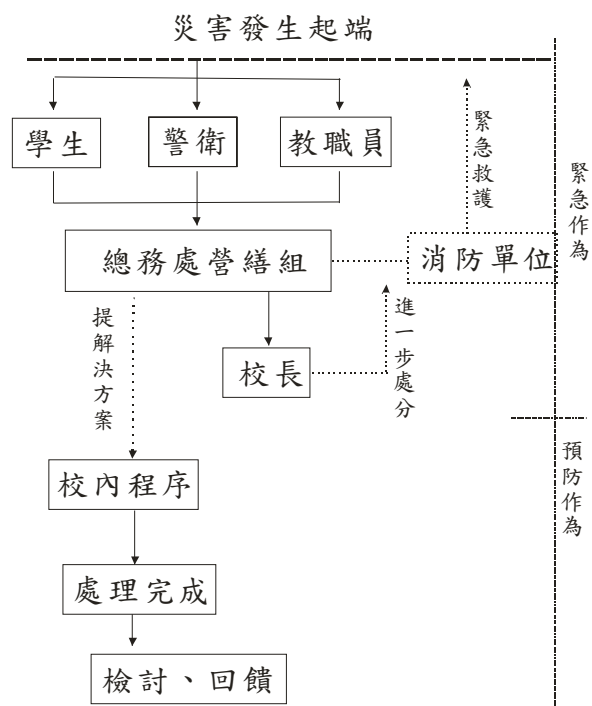 災害發生起端
學生
警衛
教職員
緊急救護
緊急作為
總務處營繕組
消防單位
提解決方案
進一步處分
校長
預防作為
校內程序
處理完成
檢討、回饋